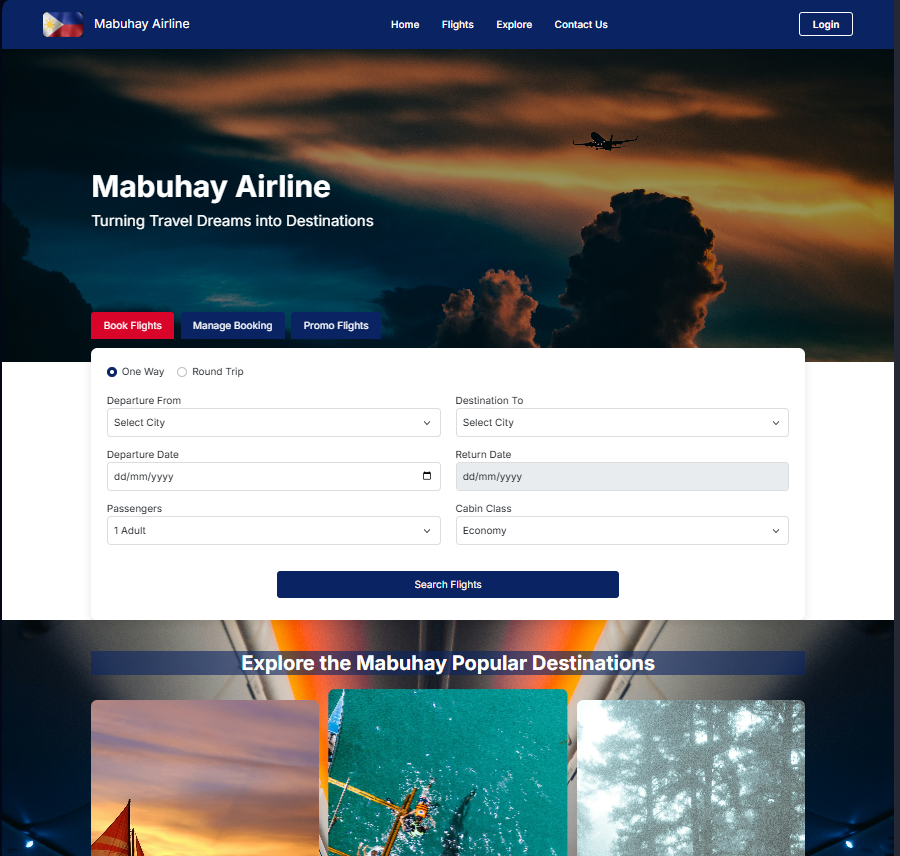 Mabuhay Airline
Home Flights Explore Contact Us
Login
Mabuhay Airline
Turning Travel Dreams into Destinations
Book Flights Manage Booking Promo Flights
One Way Round Trip
Departure From Destination To
Select City Select City
Departure Date Return Date
dd/mm/yyyy dd/mm/yyyy
Passengers Cabin Class
1 Adult Economy
Search Flights
Explore the Mabuhay Popular Destinations